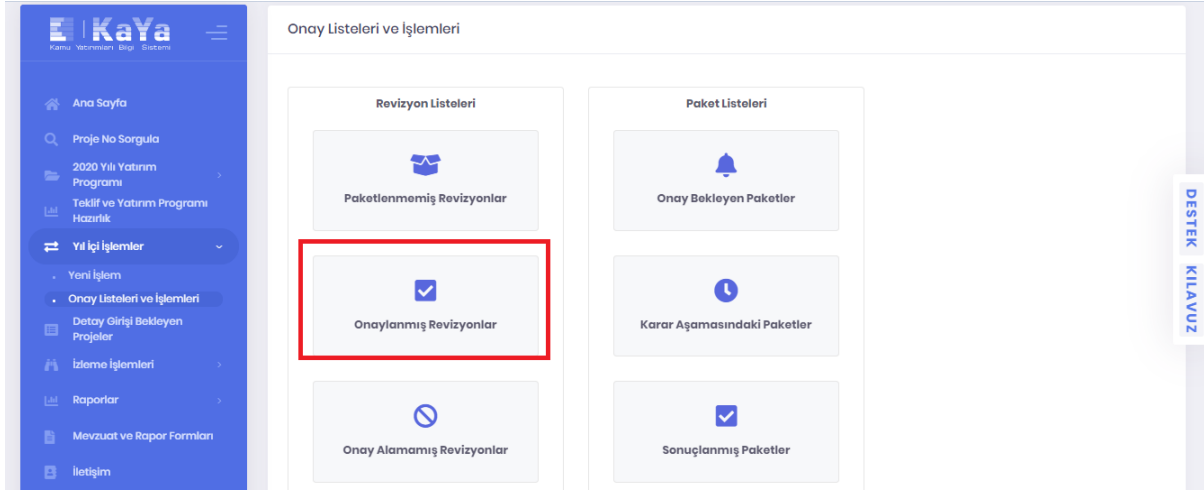 KaYa
Kamu Yatırımları Bilgi Sistemi
Ana Sayfa
Proje No Sorgula
2020 Yılı Yatırım
Programı
Teklif ve Yatırım Programı
Hazırlık
Yıl İçi İşlemler
Yeni İşlem
Onay Listeleri ve İşlemleri
Detay Girişi Bekleyen
Projeler
İzleme İşlemleri
Raporlar
Mevzuat ve Rapor Formları
İletişim
Onay Listeleri ve İşlemleri
Revizyon Listeleri
Paketlenmemiş Revizyonlar
Onaylanmış Revizyonlar
Onay Alamamış Revizyonlar
Paket Listeleri
Onay Bekleyen Paketler
Karar Aşamasındaki Paketler
Sonuçlanmış Paketler
DESTEK
KILAVUZ